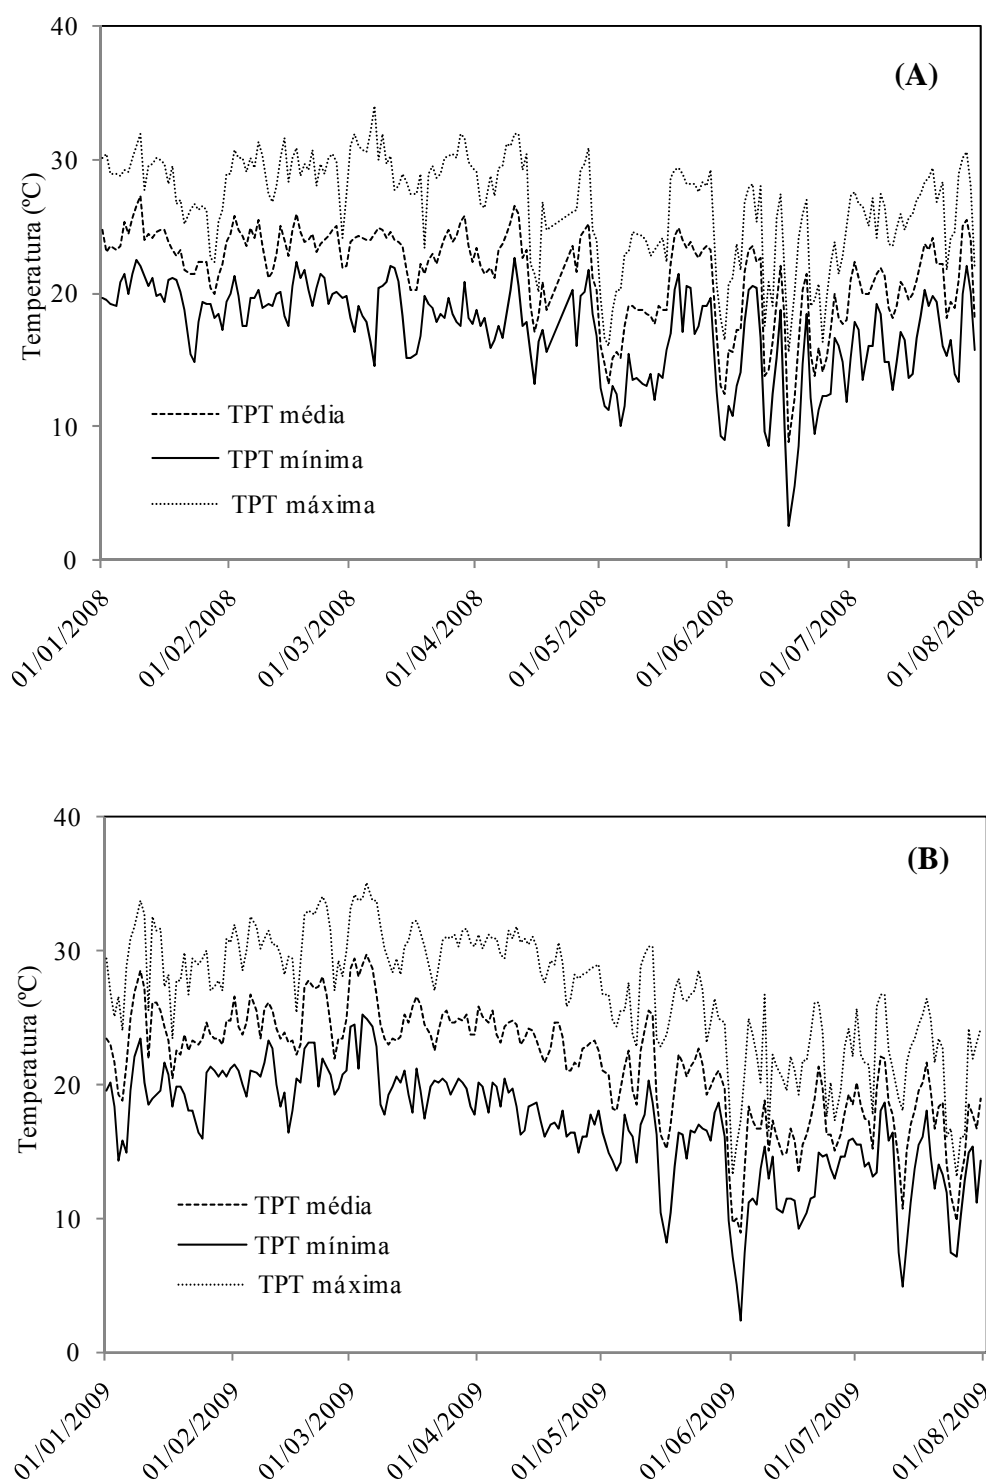 (A)
40
30
20
10
0
Temperatura (ºC)
TPT média
TPT mínima
TPT máxima
01/01/2008
01/02/2008
01/03/2008
01/04/2008
01/05/2008
01/06/2008
01/07/2008
01/08/2008
(B)
40
30
20
10
0
Temperatura (ºC)
TPT média
TPT mínima
TPT máxima
01/01/2009
01/02/2009
01/03/2009
01/04/2009
01/05/2009
01/06/2009
01/07/2009
01/08/2009